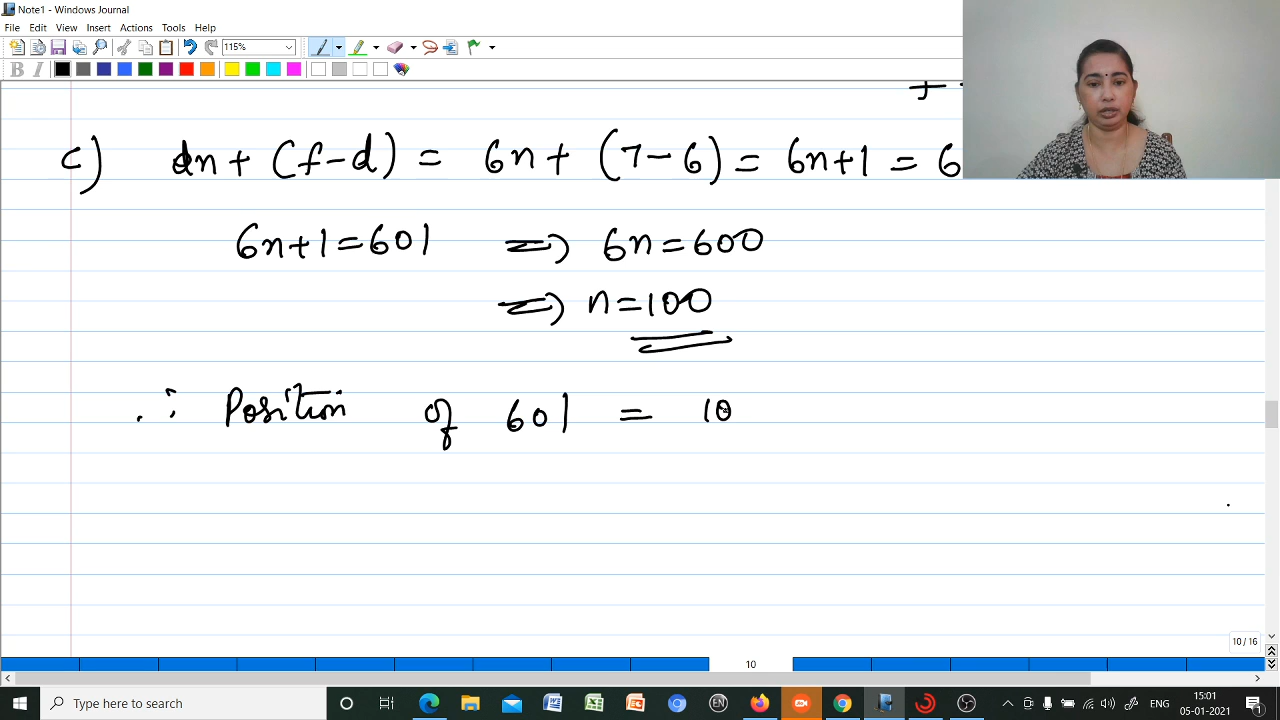 Note1 - Windows Journal
File Edit View Insert Actions Tools Help
115%
B I
c) dn + (f-d) = 6n + (7-6) = 6n+1 = 6
6n+1=601 => 6n=600
=> n=100
∴ Position of 601 = 10
10 / 16
10
Type here to search
EN
ENG
15:01
05-01-2021